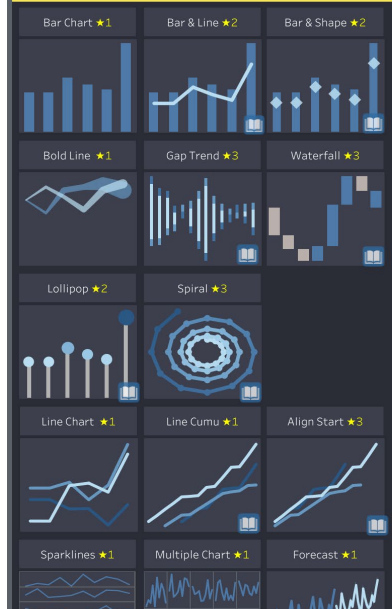 Bar Chart ★1
Bar & Line ★2
Bar & Shape ★2
Bold Line ★1
Gap Trend ★3
Waterfall ★3
Lollipop ★2
Spiral ★3
Line Chart ★1
Line Cumu ★1
Align Start ★3
Sparklines ★1
Multiple Chart ★1
Forecast ★1